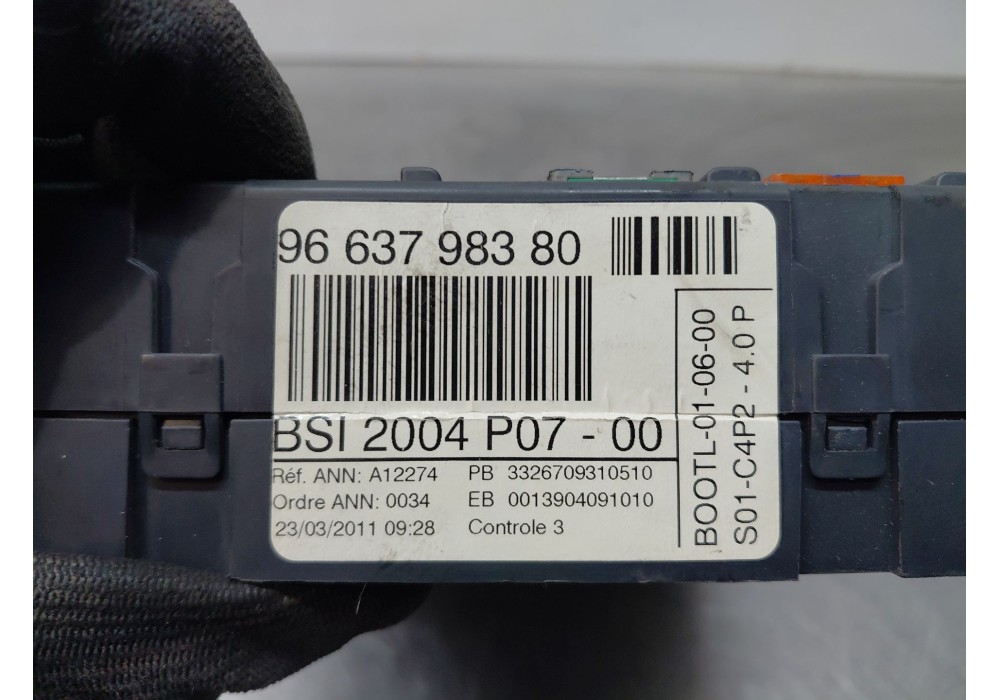 96 637 983 80
BSI 2004 P07 - 00
Réf. ANN: A12274 PB 3326709310510
Ordre ANN: 0034 EB 0013904091010
23/03/2011 09:28 Controle 3
BOOTL-01-06-00
S01-C4P2 - 4.0 P